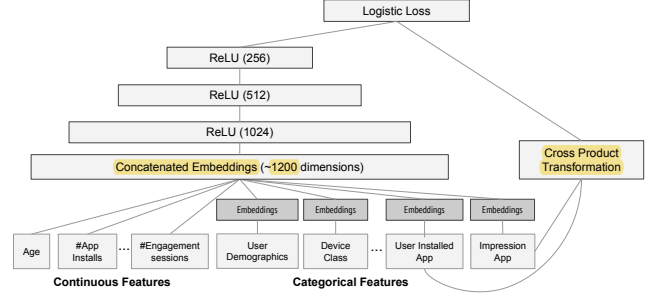 Logistic Loss
ReLU (256)
ReLU (512)
ReLU (1024)
Concatenated Embeddings (~1200 dimensions)
Cross Product
Transformation
Embeddings
Embeddings
Embeddings
Embeddings
Age
#App
Installs
...
#Engagement
sessions
User
Demographics
Device
Class
...
User Installed
App
Impression
App
Continuous Features
Categorical Features